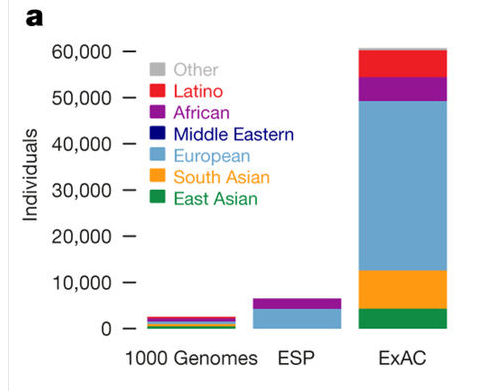 a
60,000
50,000
40,000
30,000
20,000
10,000
0
Individuals
Other
Latino
African
Middle Eastern
European
South Asian
East Asian
1000 Genomes ESP ExAC